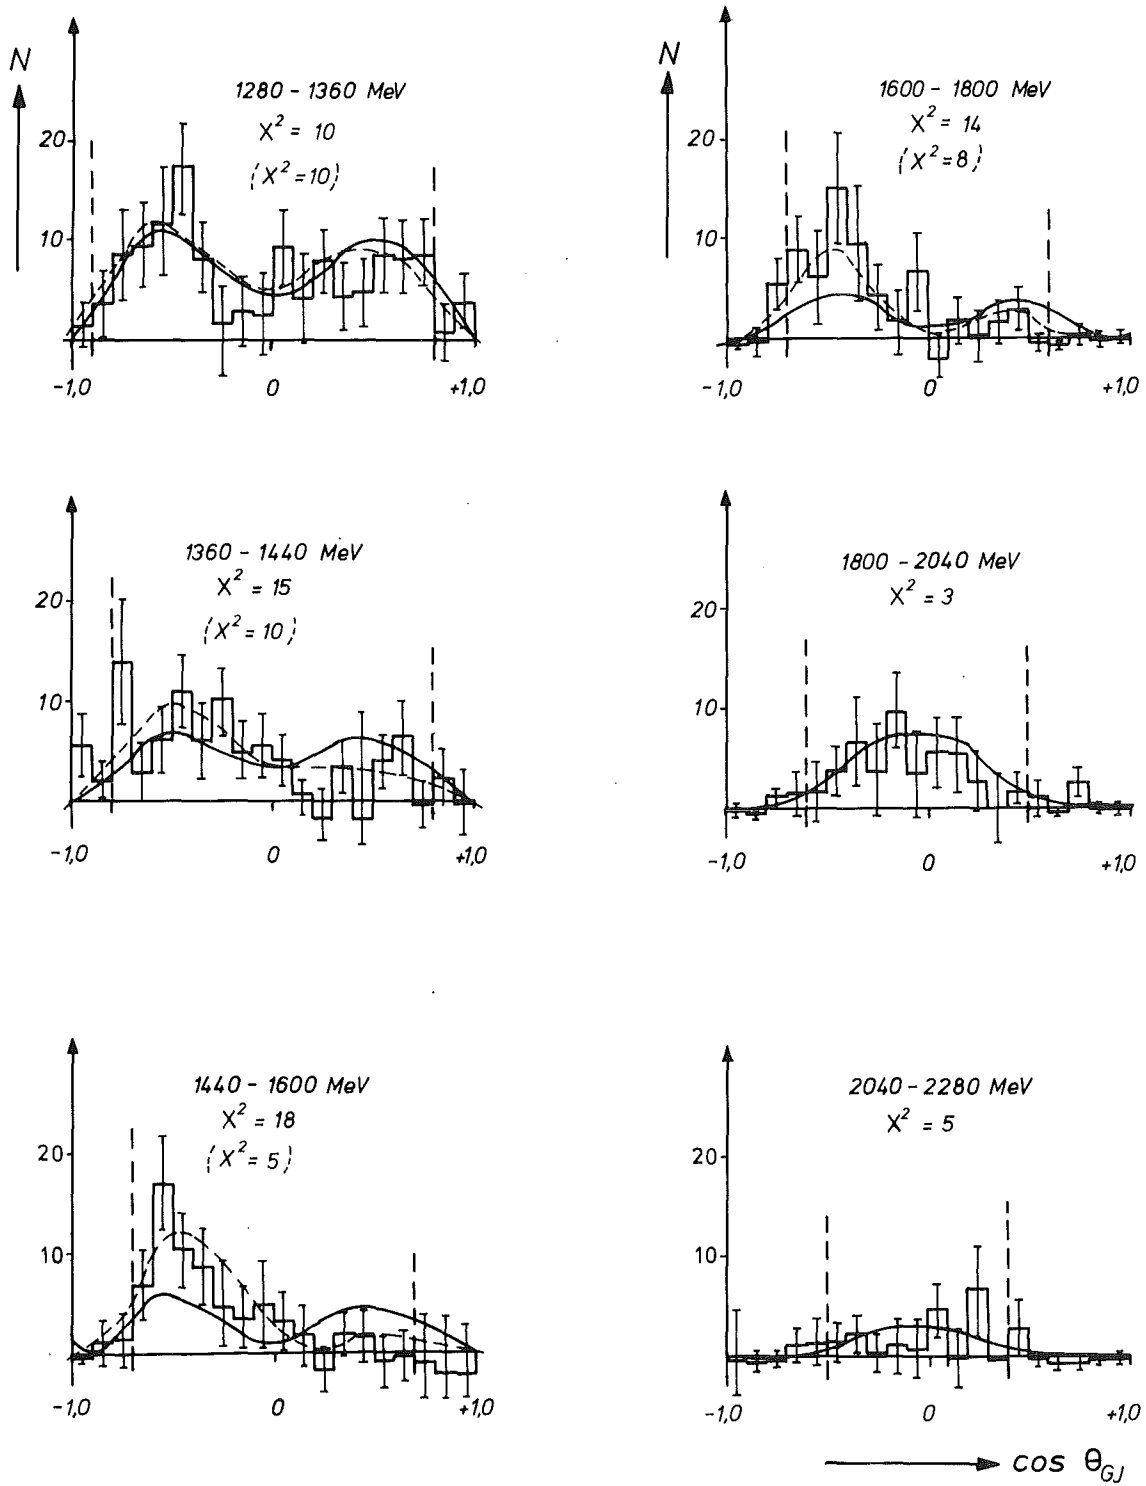 N
1280 – 1360 MeV
X² = 10
(X² = 10)
20
10
-1,0 0 +1,0
N
1600 – 1800 MeV
X² = 14
(X² = 8)
20
10
-1,0 0 +1,0
1360 – 1440 MeV
X² = 15
(X² = 10)
20
10
-1,0 0 +1,0
1800 – 2040 MeV
X² = 3
20
10
-1,0 0 +1,0
1440 – 1600 MeV
X² = 18
(X² = 5)
20
10
-1,0 0 +1,0
2040 – 2280 MeV
X² = 5
20
10
-1,0 0 +1,0
cos θGJ